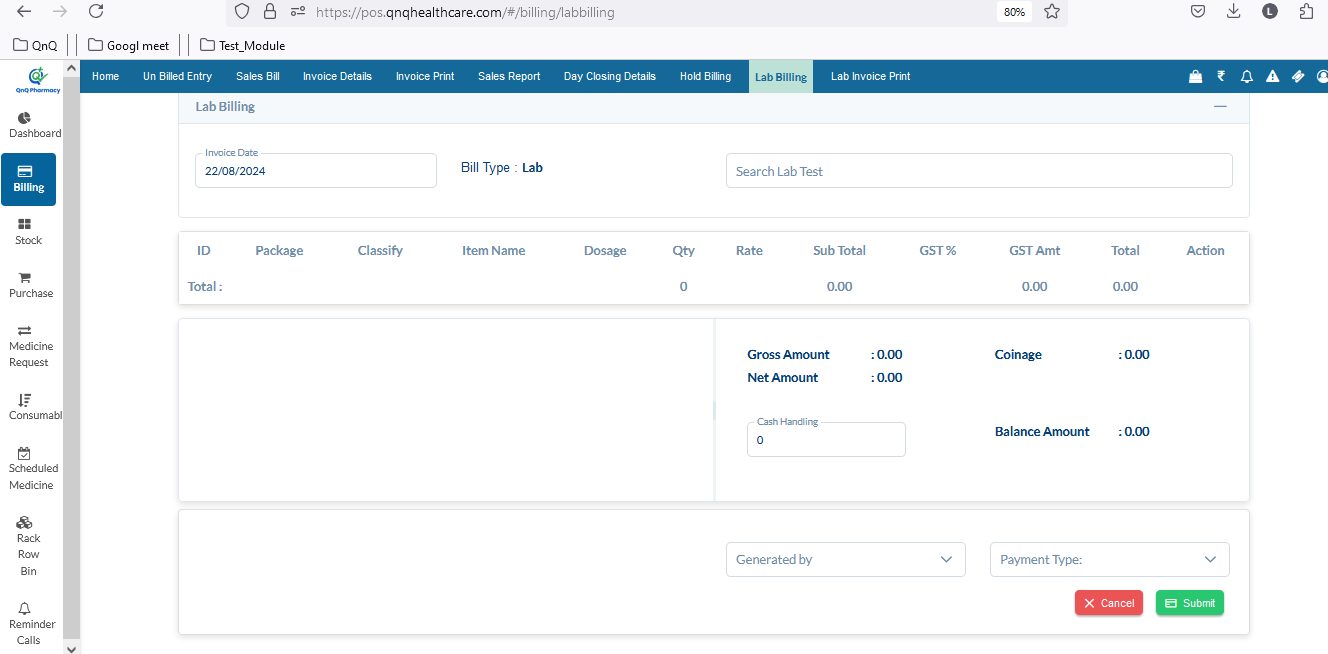 https://pos.qnqhealthcare.com/#/billing/labbilling
80%
L
QnQ
Googl meet
Test_Module
QnQ Pharmacy
Home
Un Billed Entry
Sales Bill
Invoice Details
Invoice Print
Sales Report
Day Closing Details
Hold Billing
Lab Billing
Lab Invoice Print
₹
Dashboard
Billing
Stock
Purchase
Medicine
Request
Consumabl
Scheduled
Medicine
Rack
Row
Bin
Reminder
Calls
Lab Billing
Invoice Date
22/08/2024
Bill Type : Lab
Search Lab Test
ID Package Classify Item Name Dosage Qty Rate Sub Total GST % GST Amt Total Action
Total : 0 0.00 0.00 0.00
Gross Amount : 0.00
Net Amount : 0.00
Coinage : 0.00
Cash Handling
0
Balance Amount : 0.00
Generated by
Payment Type:
Cancel
Submit